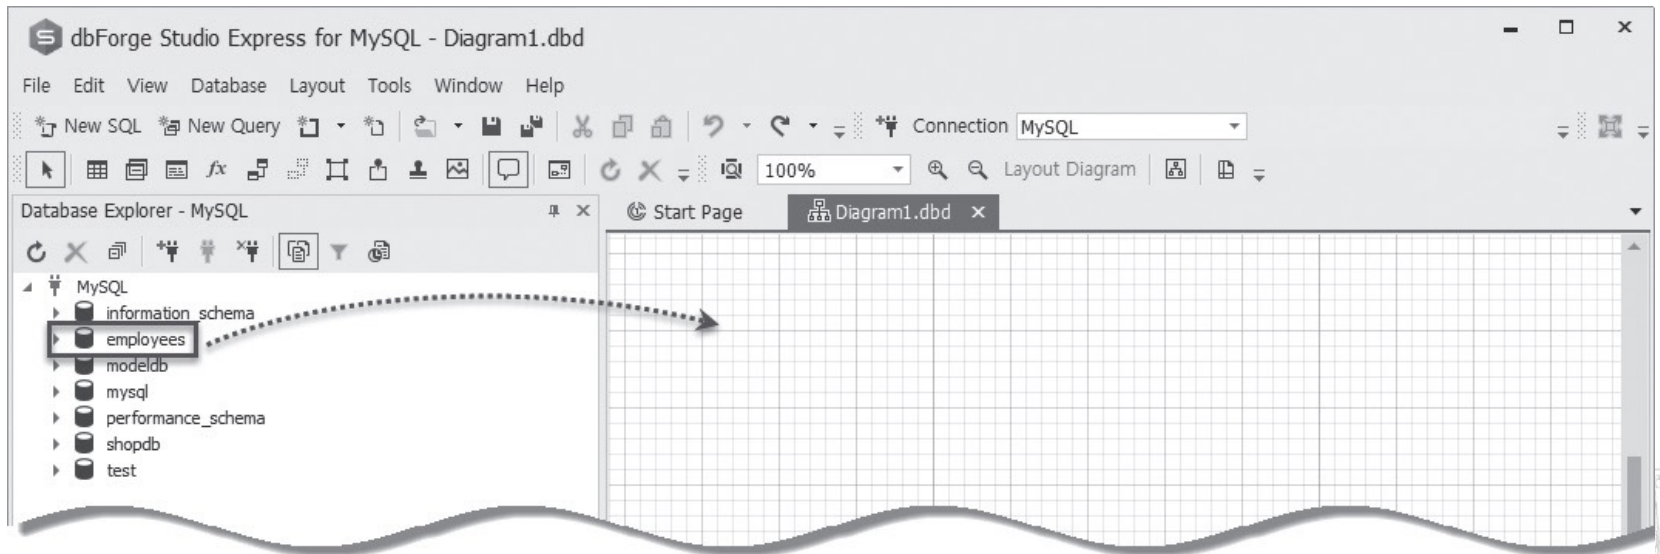 dbForge Studio Express for MySQL - Diagram1.dbd
File Edit View Database Layout Tools Window Help
New SQL New Query Connection MySQL
fx 100% Layout Diagram
Database Explorer - MySQL
Start Page Diagram1.dbd
MySQL
information_schema
employees
modeldb
mysql
performance_schema
shopdb
test